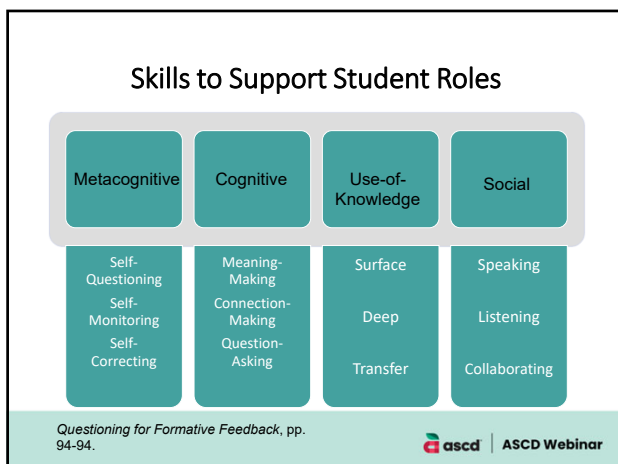 Skills to Support Student Roles
Metacognitive
Cognitive
Use-of-
Knowledge
Social
Self-
Questioning
Self-
Monitoring
Self-
Correcting
Meaning-
Making
Connection-
Making
Question-
Asking
Surface
Deep
Transfer
Speaking
Listening
Collaborating
Questioning for Formative Feedback, pp.
94-94.
ascd | ASCD Webinar